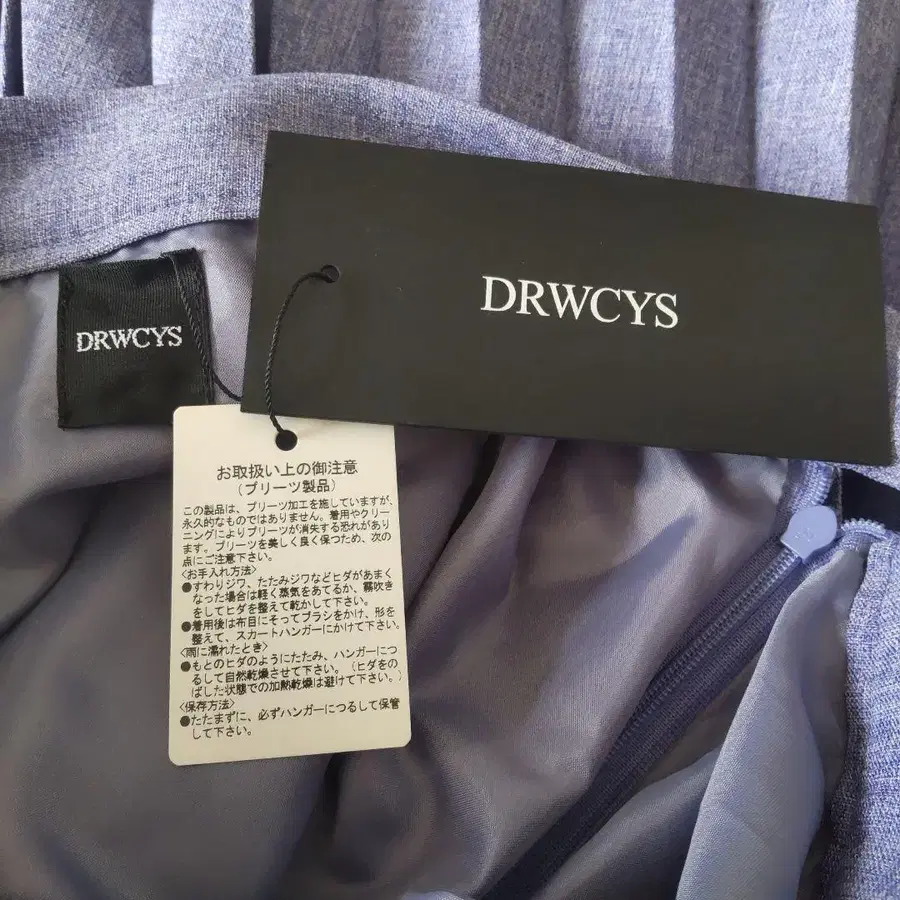 DRWCYS
DRWCYS
お取扱い上の御注意
(プリーツ製品)
この製品は、プリーツ加工を施していますが、
永久的なものではありません。着用やクリー
ニングによりプリーツが消失する恐れがあり
ます。プリーツを美しく良く保つため、次の
点にご注意下さい。
〈お手入れ方法〉
●すわりジワ、たたみジワなどヒダがあまく
なった場合は軽く蒸気をあてるか、霧吹き
をしてヒダを整えて乾かして下さい。
●着用後は布目にそってブラシをかけ、形を
整えて、スカートハンガーにかけて下さい。
〈雨に濡れたとき〉
●もとのヒダのようにたたみ、ハンガーにつ
るして自然乾燥させて下さい。(ヒダをの
ばした状態での加熱乾燥は避けて下さい。)
〈保存方法〉
●たたまずに、必ずハンガーにつるして保管
して下さい。